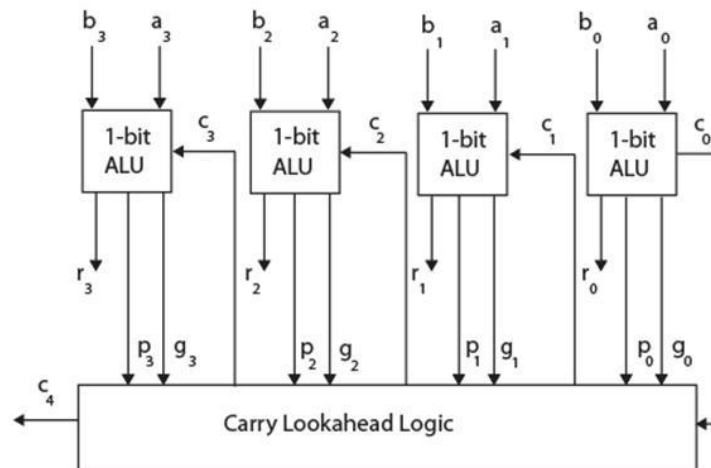 b₃ a₃ b₂ a₂ b₁ a₁ b₀ a₀
c₃ c₂ c₁ c₀
1-bit ALU 1-bit ALU 1-bit ALU 1-bit ALU
r₃ r₂ r₁ r₀
p₃ g₃ p₂ g₂ p₁ g₁ p₀ g₀
c₄
Carry Lookahead Logic